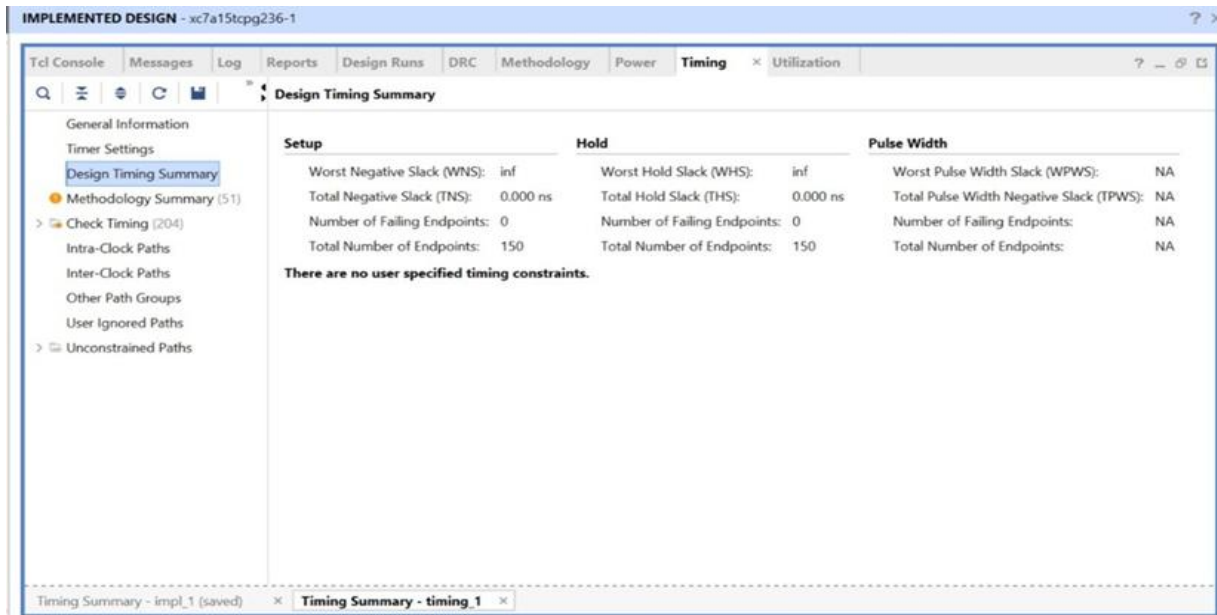 IMPLEMENTED DESIGN - xc7a15tcpg236-1
Tcl Console Messages Log Reports Design Runs DRC Methodology Power Timing Utilization
Design Timing Summary
General Information
Timer Settings
Design Timing Summary
Methodology Summary (51)
Check Timing (204)
Intra-Clock Paths
Inter-Clock Paths
Other Path Groups
User Ignored Paths
Unconstrained Paths
Setup Hold Pulse Width
Worst Negative Slack (WNS): inf Worst Hold Slack (WHS): inf Worst Pulse Width Slack (WPWS): NA
Total Negative Slack (TNS): 0.000 ns Total Hold Slack (THS): 0.000 ns Total Pulse Width Negative Slack (TPWS): NA
Number of Failing Endpoints: 0 Number of Failing Endpoints: 0 Number of Failing Endpoints: NA
Total Number of Endpoints: 150 Total Number of Endpoints: 150 Total Number of Endpoints: NA
There are no user specified timing constraints.
Timing Summary - impl_1 (saved) Timing Summary - timing_1